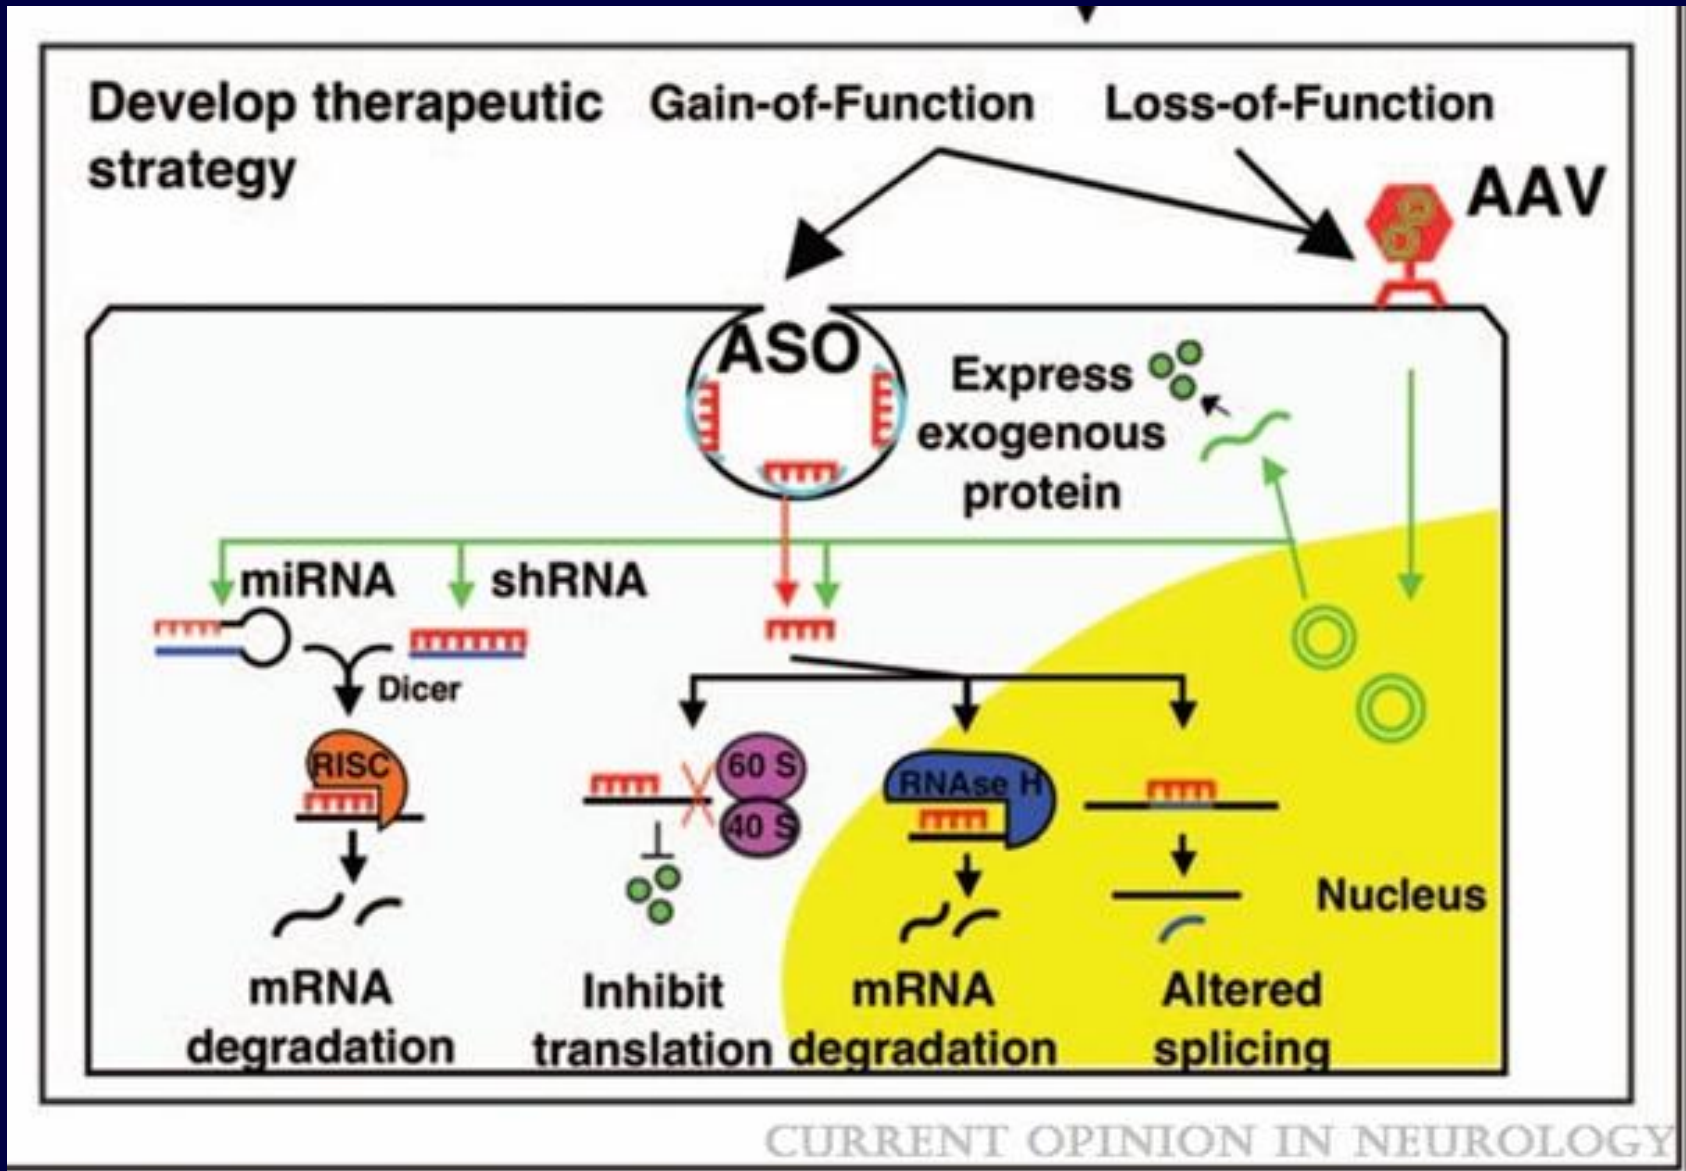 Develop therapeutic
strategy
Gain-of-Function
Loss-of-Function
AAV
ASO
Express
exogenous
protein
miRNA
shRNA
Dicer
RISC
60 S
40 S
RNAse H
Nucleus
mRNA
degradation
Inhibit
translation
mRNA
degradation
Altered
splicing
CURRENT OPINION IN NEUROLOGY